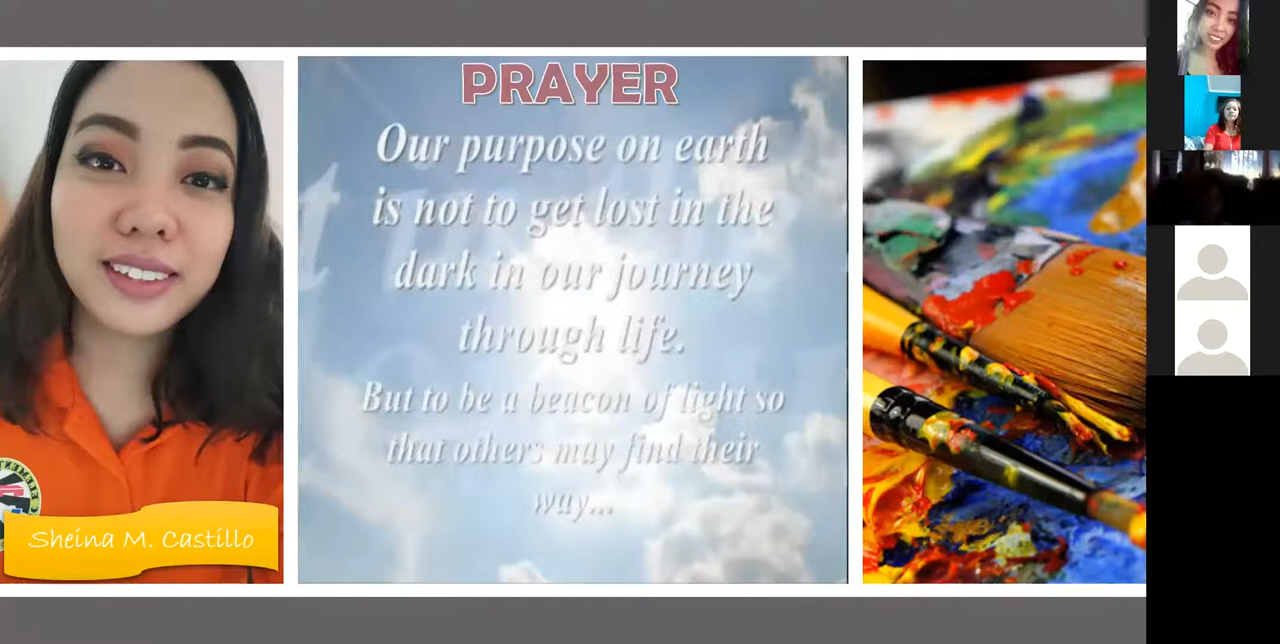 PRAYER
Our purpose on earth
is not to get lost in the
dark in our journey
through life.
But to be a beacon of light so
that others may find their
way...
Sheina M. Castillo